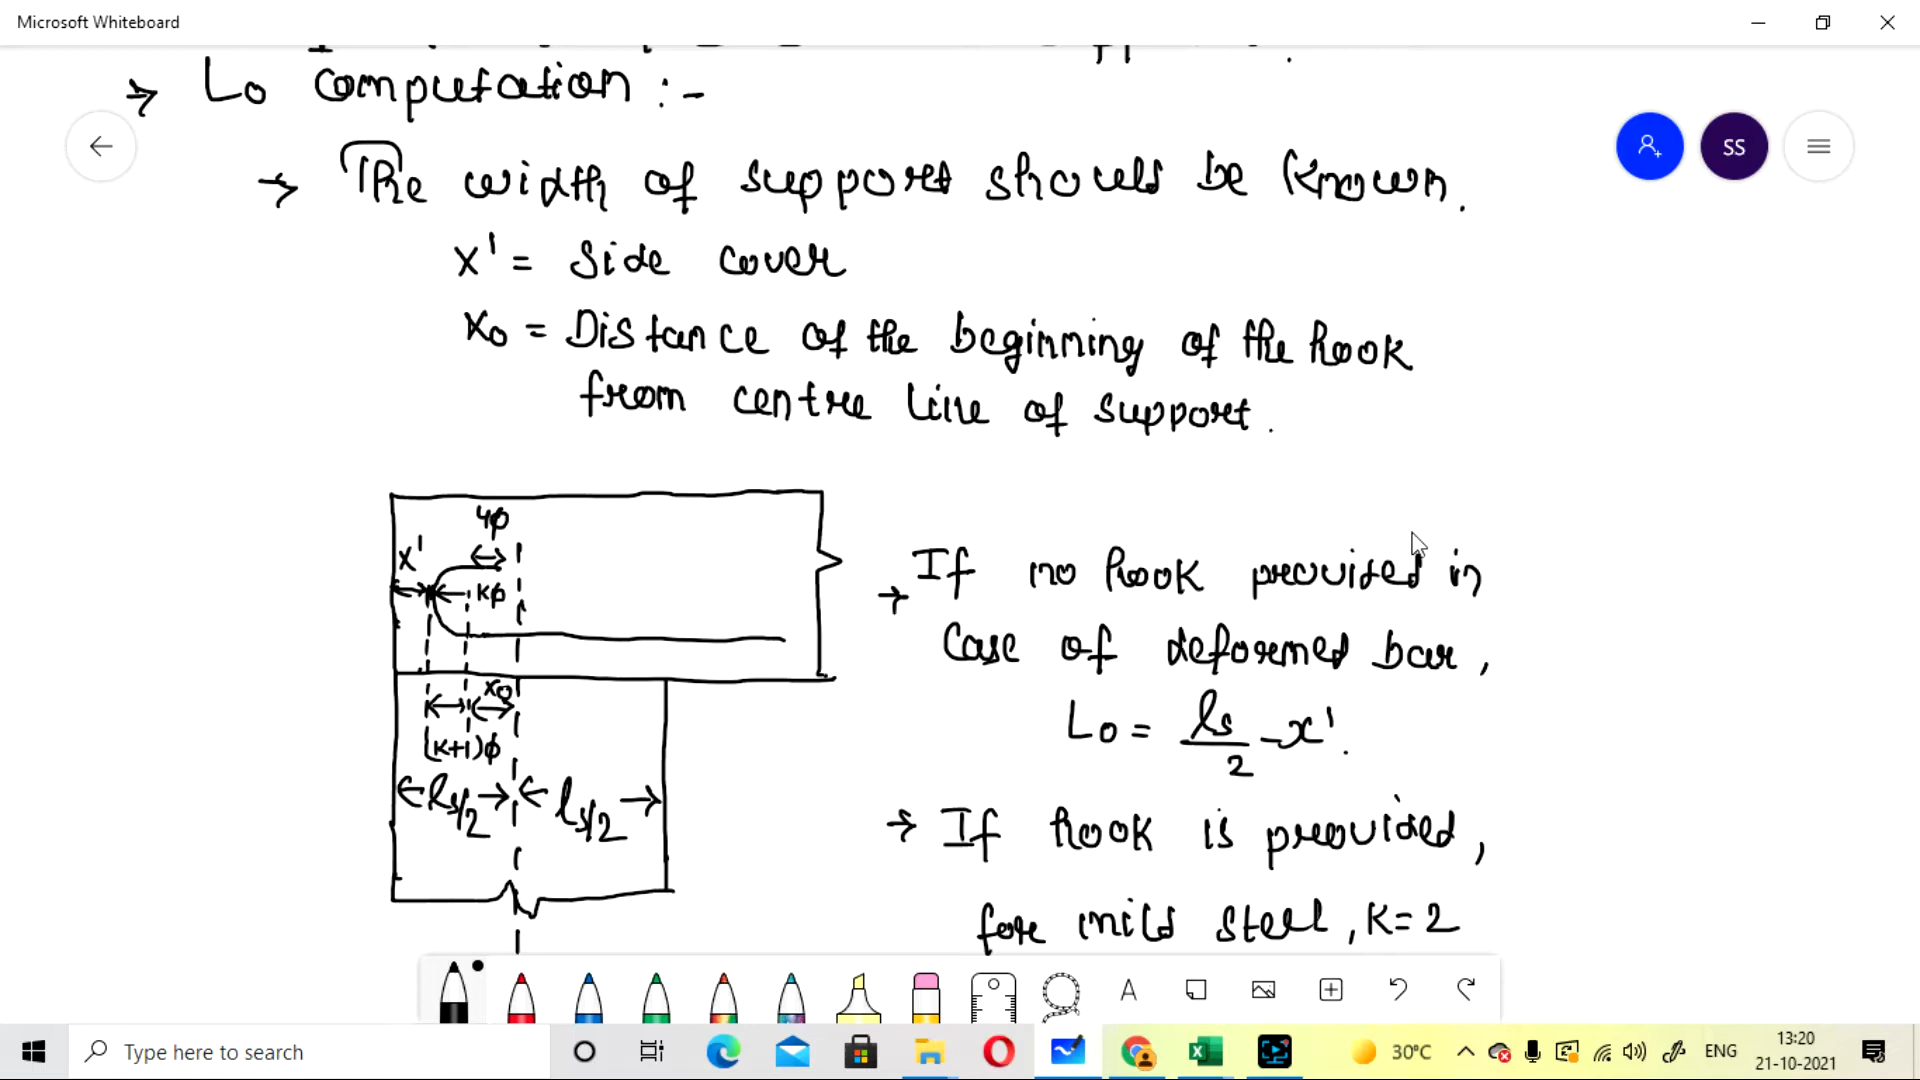 Microsoft Whiteboard
→ Lo computation :-
→ The width of support should be known.
x' = Side cover
x₀ = Distance of the beginning of the hook
from centre line of support.
4φ
x'
kφ
x₀
(k+1)φ
ls/2
ls/2
→ If no hook provided in
case of deformed bar,
Lo = ls/2 - x'.
→ If hook is provided,
for mild steel, K = 2
SS
A
Type here to search
30°C
ENG
13:20
21-10-2021